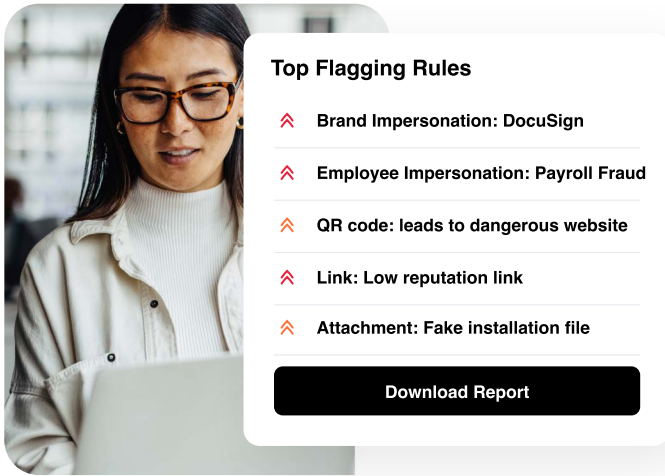 Top Flagging Rules
Brand Impersonation: DocuSign
Employee Impersonation: Payroll Fraud
QR code: leads to dangerous website
Link: Low reputation link
Attachment: Fake installation file
Download Report